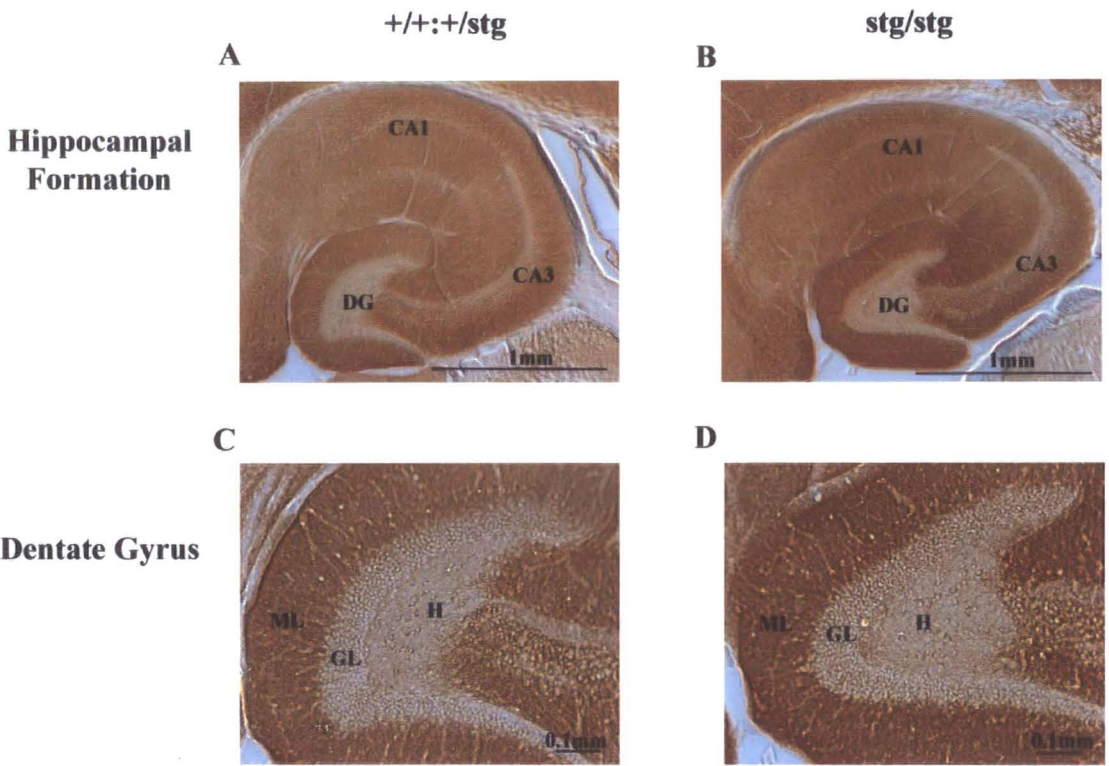 +/+:+/stg
stg/stg
A
B
Hippocampal
Formation
CA1
CA3
DG
1mm
CA1
CA3
DG
1mm
C
D
Dentate Gyrus
ML
GL
H
0.1mm
ML
GL
H
0.1mm